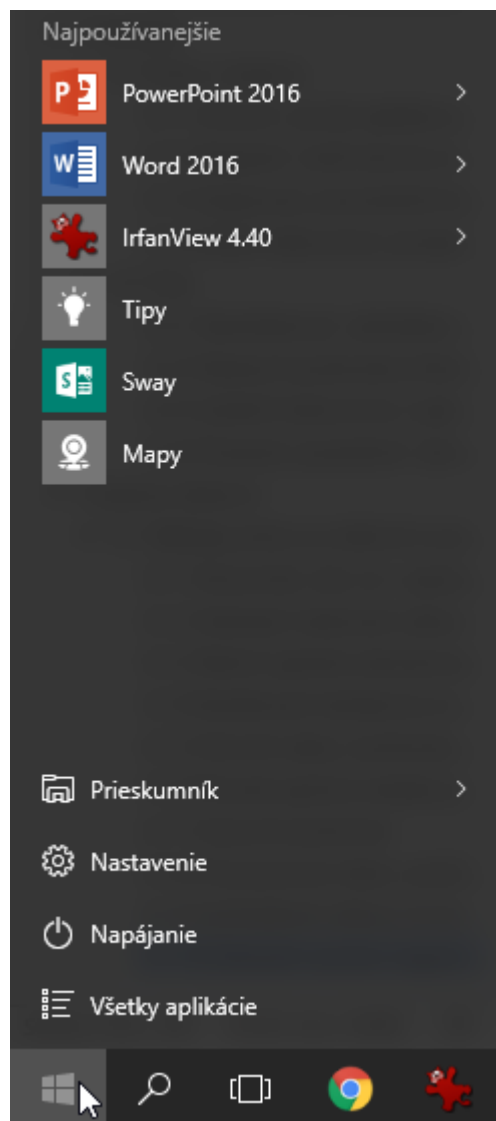 Najpoužívanejšie
PowerPoint 2016
Word 2016
IrfanView 4.40
Tipy
Sway
Mapy
Prieskumník
Nastavenie
Napájanie
Všetky aplikácie